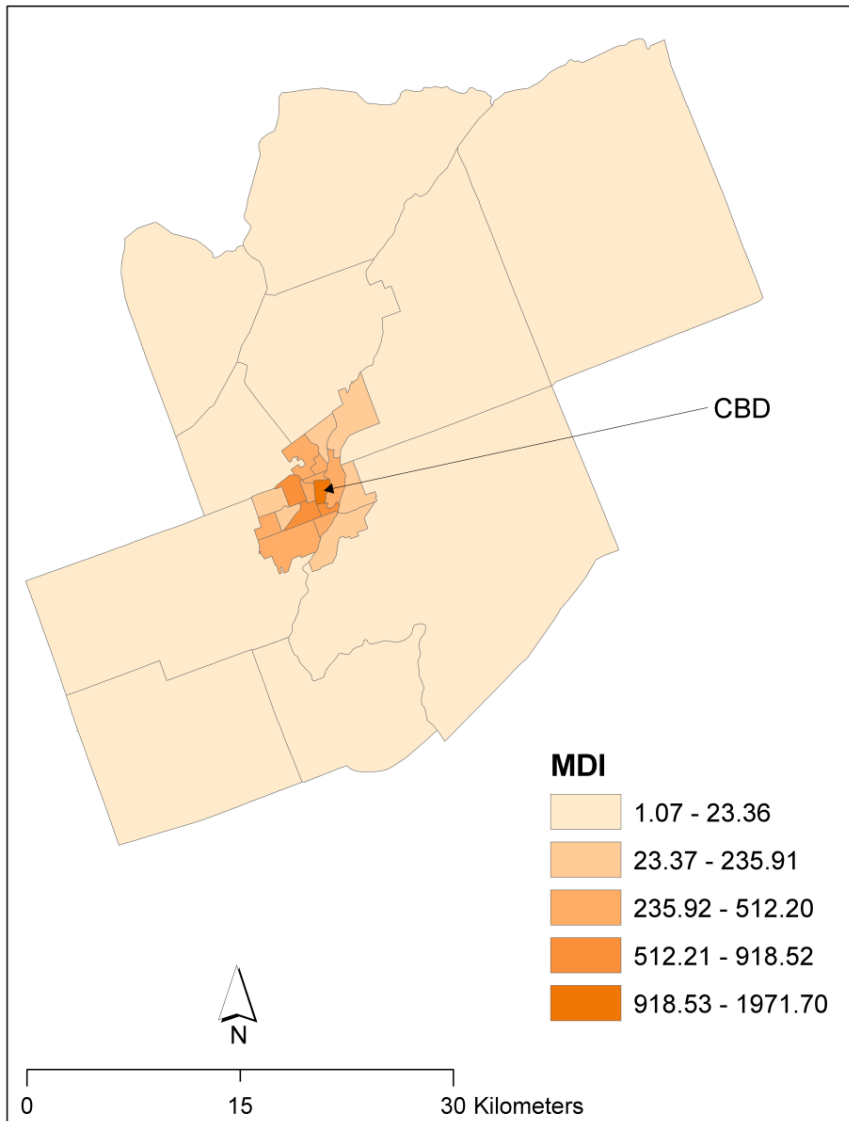 CBD
MDI
1.07 - 23.36
23.37 - 235.91
235.92 - 512.20
512.21 - 918.52
918.53 - 1971.70
N
0 15 30 Kilometers